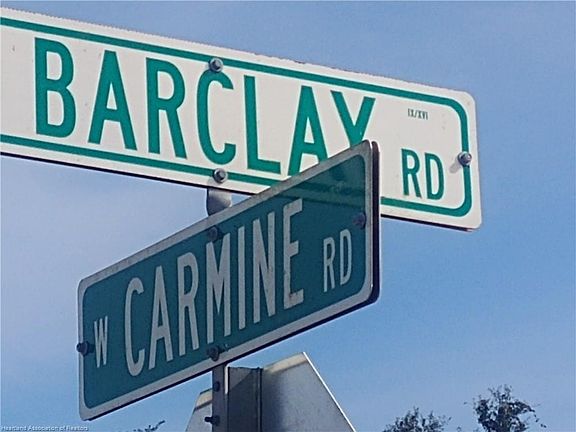 BARCLAY RD
IX/XVI
W CARMINE RD
Heartland Association of Realtors